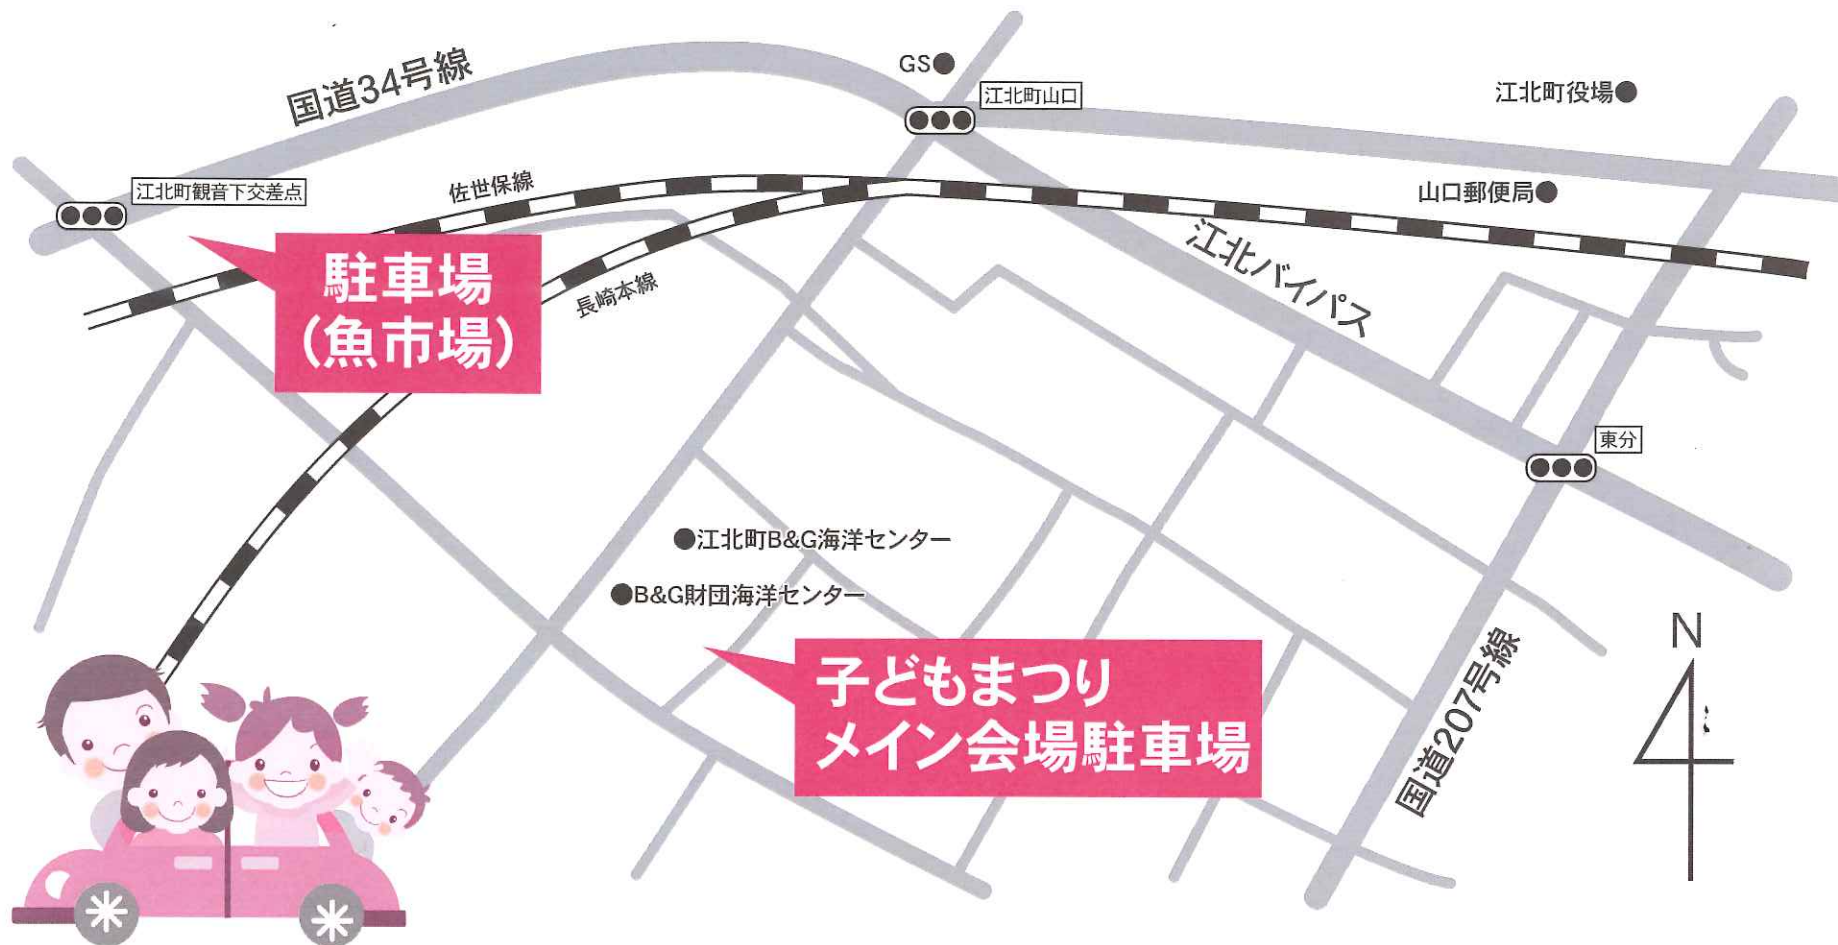 国道34号線
GS
江北町山口
江北町役場
江北町観音下交差点
佐世保線
山口郵便局
駐車場
(魚市場)
長崎本線
江北バイパス
東分
江北町B&G海洋センター
B&G財団海洋センター
子どもまつり
メイン会場駐車場
国道207号線
N